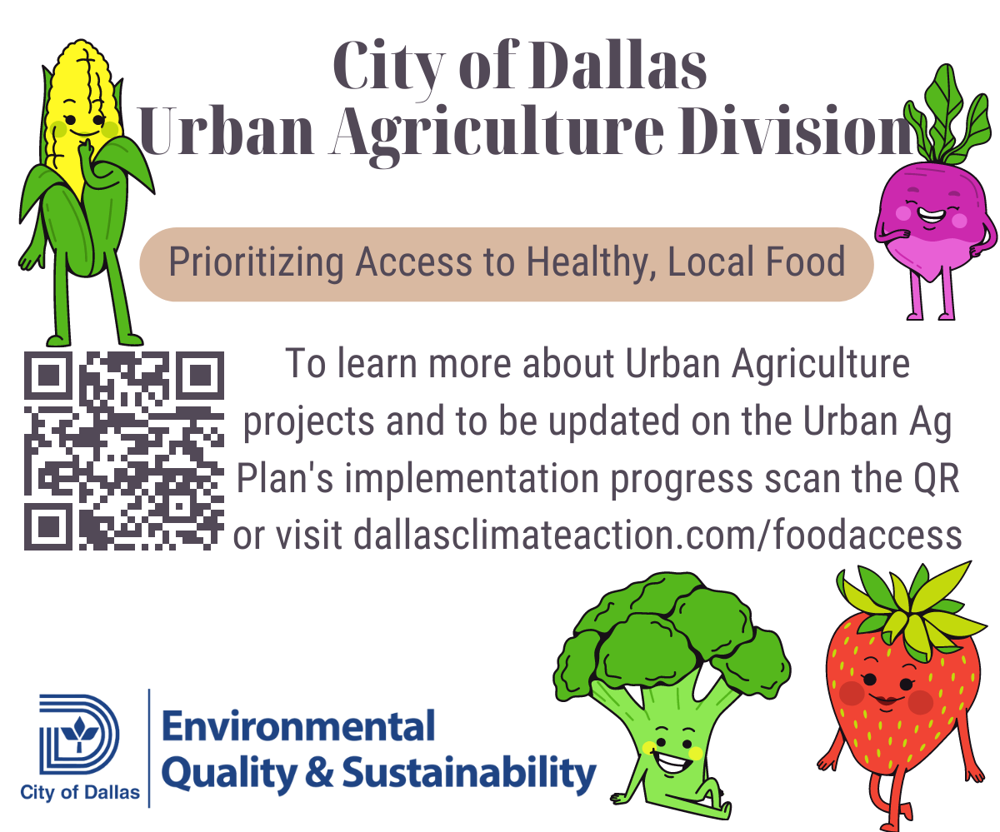 City of Dallas
Urban Agriculture Division
Prioritizing Access to Healthy, Local Food
To learn more about Urban Agriculture
projects and to be updated on the Urban Ag
Plan's implementation progress scan the QR
or visit dallasclimateaction.com/foodaccess
City of Dallas
Environmental
Quality & Sustainability